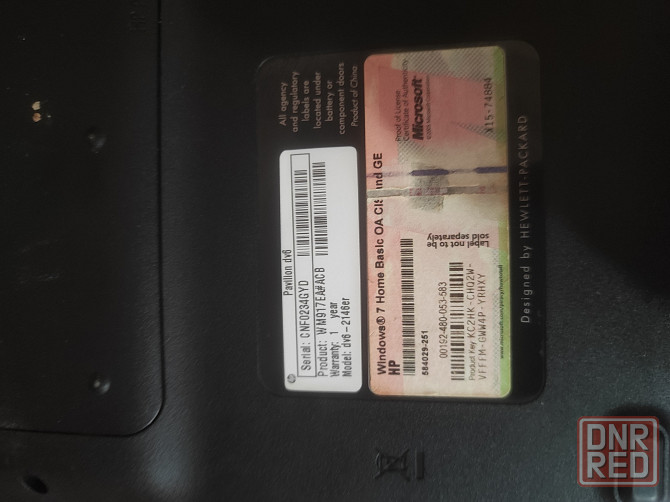 All agency
and regulatory
labels are
located under
battery or
component doors
Product of China
Pavilion dv6
Serial: CNF0234GYD
Product: WM917EA#ACB
Warranty: 1 year
Model: dv6-2146er
Proof of License
Certificate of Authenticity
Microsoft
X15-74884
Windows® 7 Home Basic OA CIS and GE
HP
Label not to be
sold separately
584029-251
00192-480-053-583
Product Key: KC2HK-CHQ2W-
VFFFM-GWW4P-YRHXY
Designed by HEWLETT-PACKARD
DNR
RED